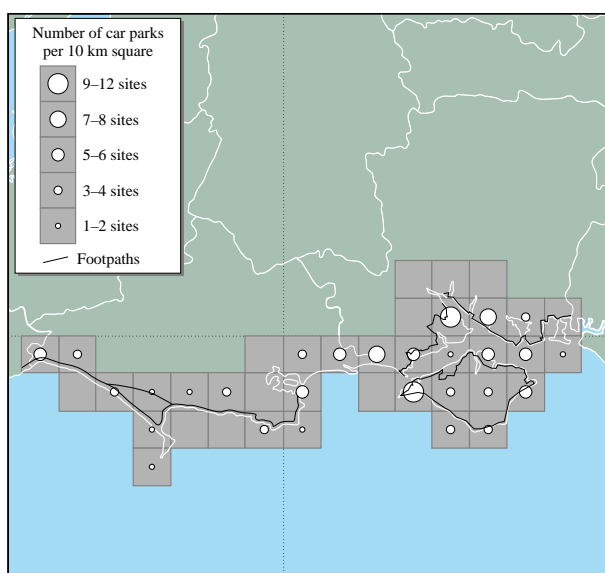 Number of car parks
per 10 km square
9–12 sites
7–8 sites
5–6 sites
3–4 sites
1–2 sites
Footpaths